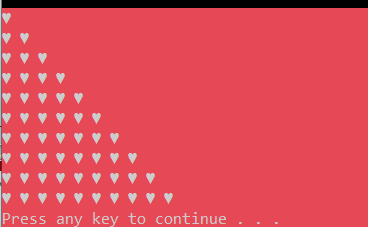 ♥
♥ ♥
♥ ♥ ♥
♥ ♥ ♥ ♥
♥ ♥ ♥ ♥ ♥
♥ ♥ ♥ ♥ ♥ ♥
♥ ♥ ♥ ♥ ♥ ♥ ♥
♥ ♥ ♥ ♥ ♥ ♥ ♥ ♥
♥ ♥ ♥ ♥ ♥ ♥ ♥ ♥ ♥
♥ ♥ ♥ ♥ ♥ ♥ ♥ ♥ ♥ ♥
Press any key to continue . . .